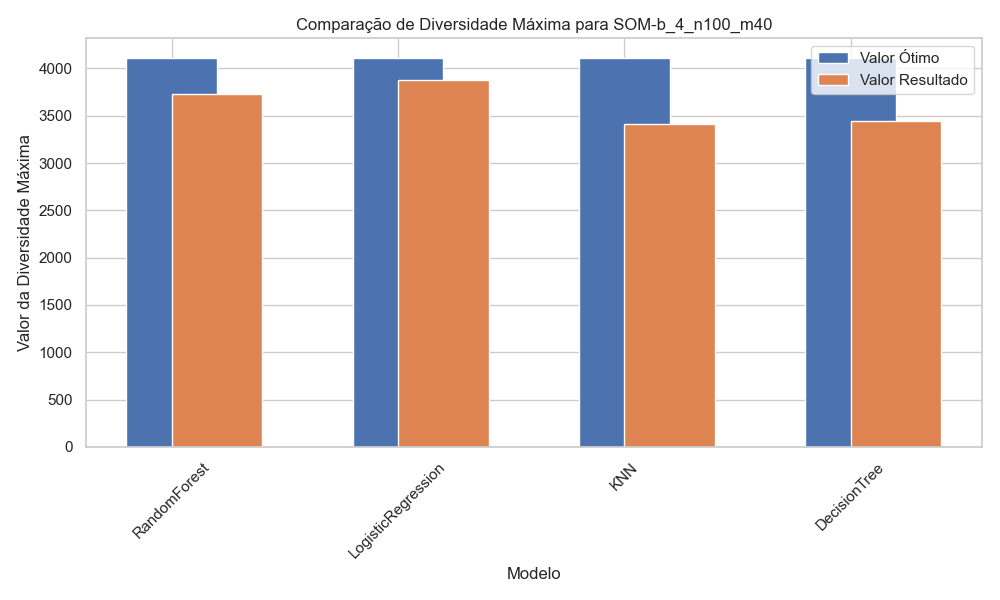 Comparação de Diversidade Máxima para SOM-b_4_n100_m40
Valor Ótimo
Valor Resultado
Valor da Diversidade Máxima
4000
3500
3000
2500
2000
1500
1000
500
0
RandomForest
LogisticRegression
KNN
DecisionTree
Modelo